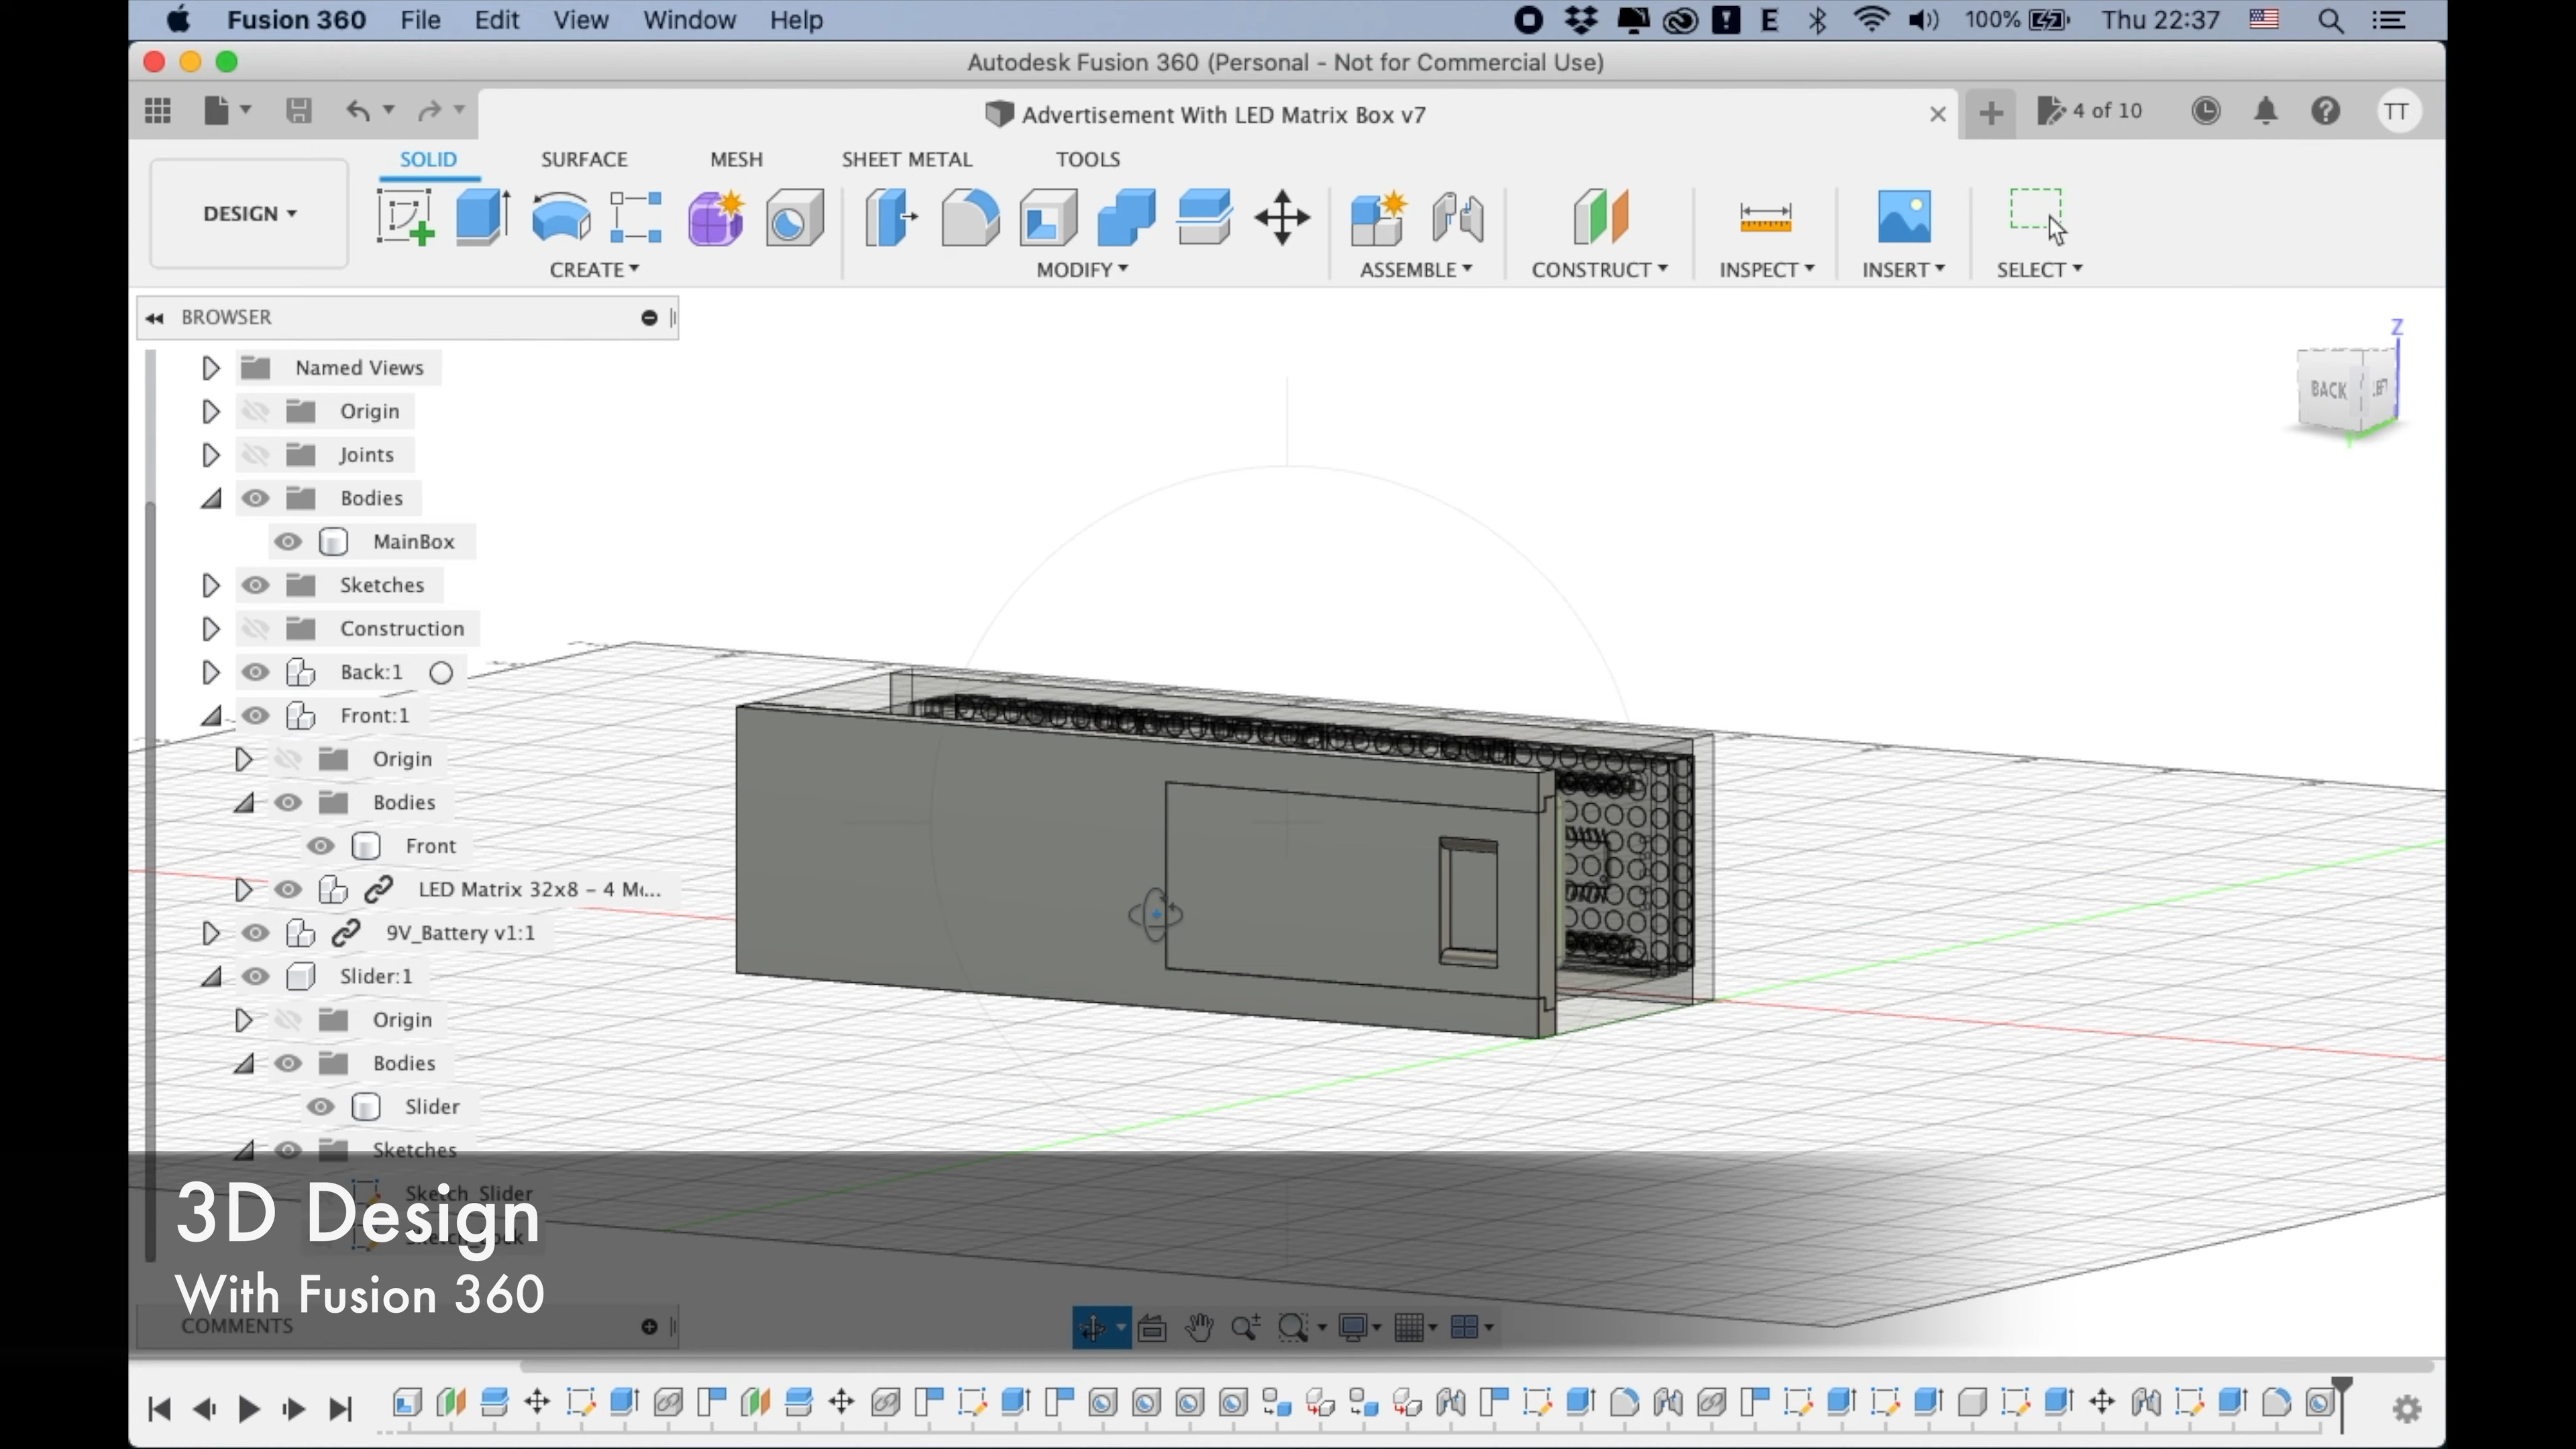 Fusion 360 File Edit View Window Help E 100% Thu 22:37
Autodesk Fusion 360 (Personal - Not for Commercial Use)
Advertisement With LED Matrix Box v7 4 of 10 TT
SOLID SURFACE MESH SHEET METAL TOOLS
DESIGN
CREATE MODIFY ASSEMBLE CONSTRUCT INSPECT INSERT SELECT
BROWSER
Z
BACK LEFT
Y
Named Views
Origin
Joints
Bodies
MainBox
Sketches
Construction
Back:1
Front:1
Origin
Bodies
Front
LED Matrix 32x8 - 4 Mo...
9V_Battery v1:1
Slider:1
Origin
Bodies
Slider
Sketches
Sketch_Slider
3D Design
With Fusion 360
COMMENTS